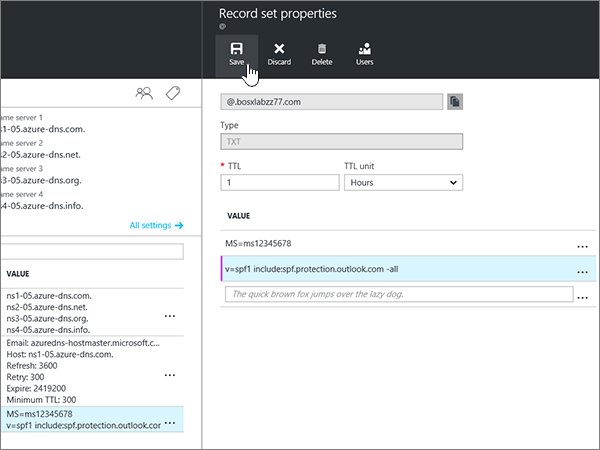 Record set properties
@
Save
Discard
Delete
Users
@.bosxlabzz77.com
Type
TXT
* TTL
TTL unit
1
Hours
VALUE
MS=ms12345678
...
v=spf1 include:spf.protection.outlook.com -all
...
The quick brown fox jumps over the lazy dog.
...
ame server 1
s1-05.azure-dns.com.
ame server 2
s2-05.azure-dns.net.
ame server 3
s3-05.azure-dns.org.
ame server 4
s4-05.azure-dns.info.
All settings
VALUE
ns1-05.azure-dns.com.
ns2-05.azure-dns.net.
ns3-05.azure-dns.org.
ns4-05.azure-dns.info.
...
Email: azuredns-hostmaster.microsoft.c...
Host: ns1-05.azure-dns.com.
Refresh: 3600
Retry: 300
Expire: 2419200
Minimum TTL: 300
...
MS=ms12345678
v=spf1 include:spf.protection.outlook.cor
...